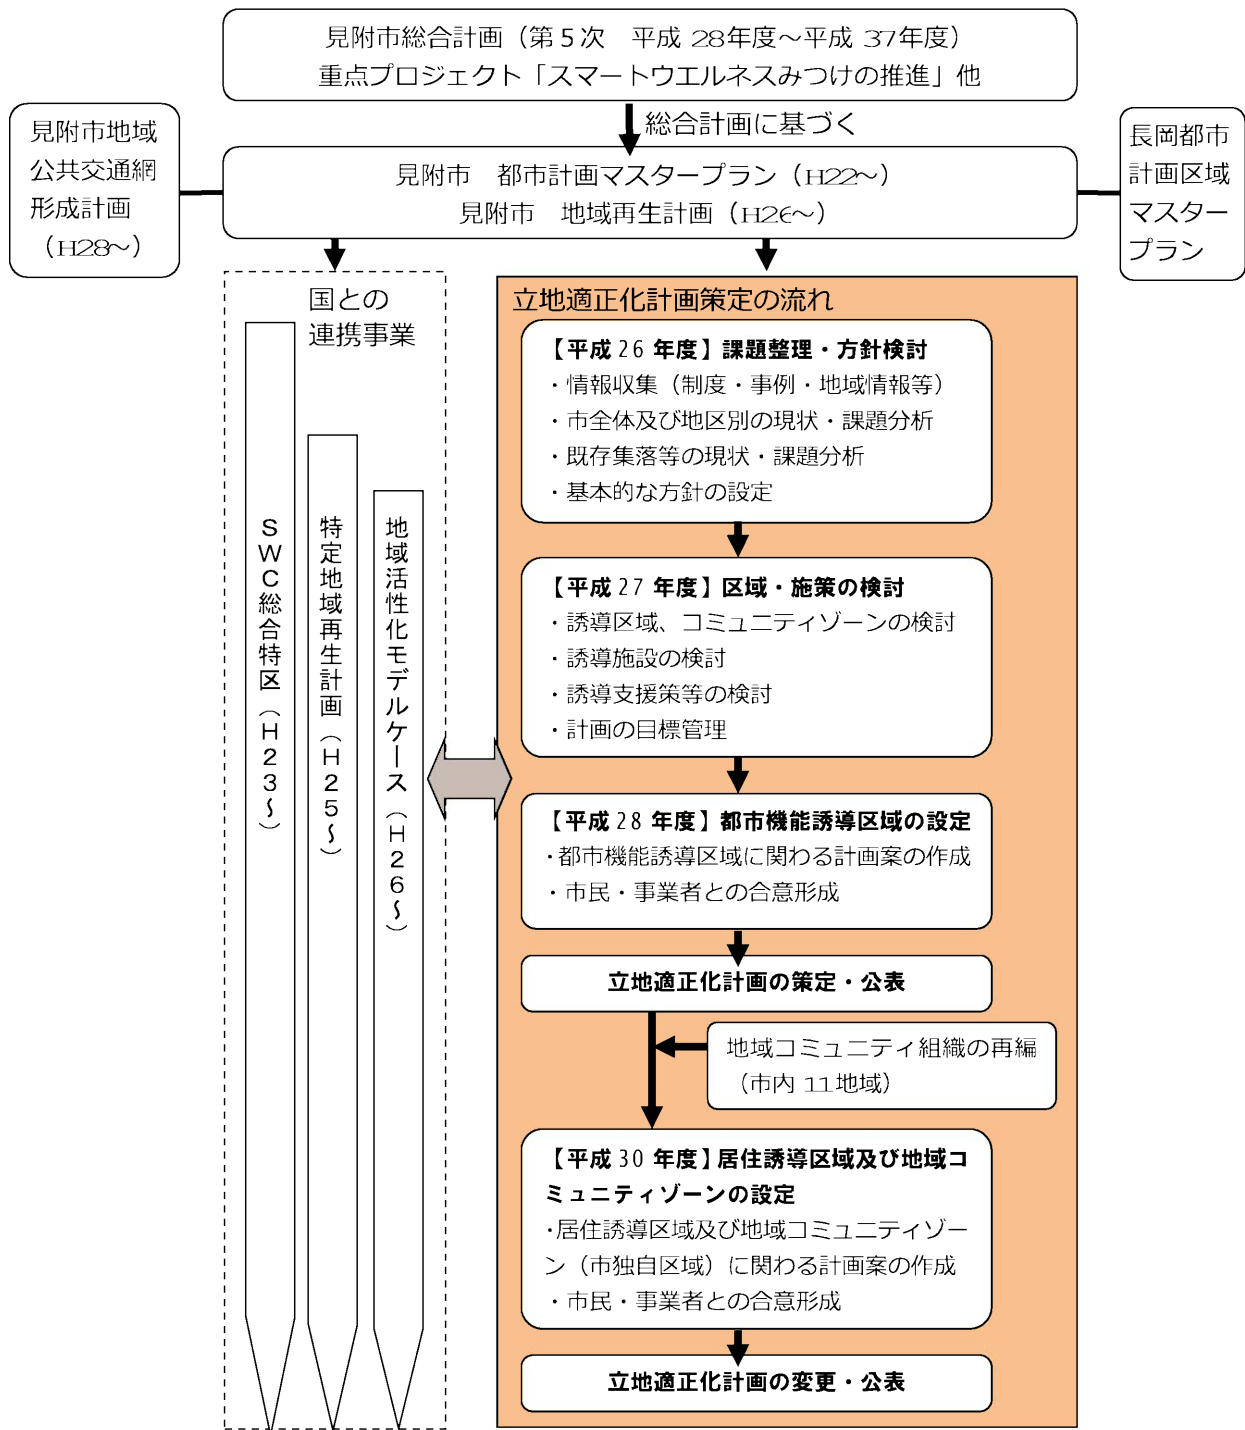 見附市総合計画（第５次　平成 28年度～平成 37年度）
重点プロジェクト「スマートウエルネスみつけの推進」他
総合計画に基づく
見附市地域
公共交通網
形成計画
（H28～）
見附市　都市計画マスタープラン（H22～）
見附市　地域再生計画（H26～）
長岡都市
計画区域
マスター
プラン
国との
連携事業
ＳＷＣ総合特区（Ｈ２３～）
特定地域再生計画（Ｈ２５～）
地域活性化モデルケース（Ｈ２６～）
立地適正化計画策定の流れ
【平成 26 年度】課題整理・方針検討
・情報収集（制度・事例・地域情報等）
・市全体及び地区別の現状・課題分析
・既存集落等の現状・課題分析
・基本的な方針の設定
【平成 27 年度】区域・施策の検討
・誘導区域、コミュニティゾーンの検討
・誘導施設の検討
・誘導支援策等の検討
・計画の目標管理
【平成 28 年度】都市機能誘導区域の設定
・都市機能誘導区域に関わる計画案の作成
・市民・事業者との合意形成
立地適正化計画の策定・公表
地域コミュニティ組織の再編
（市内 11 地域）
【平成 30 年度】居住誘導区域及び地域コ
ミュニティゾーンの設定
・居住誘導区域及び地域コミュニティゾー
ン（市独自区域）に関わる計画案の作成
・市民・事業者との合意形成
立地適正化計画の変更・公表